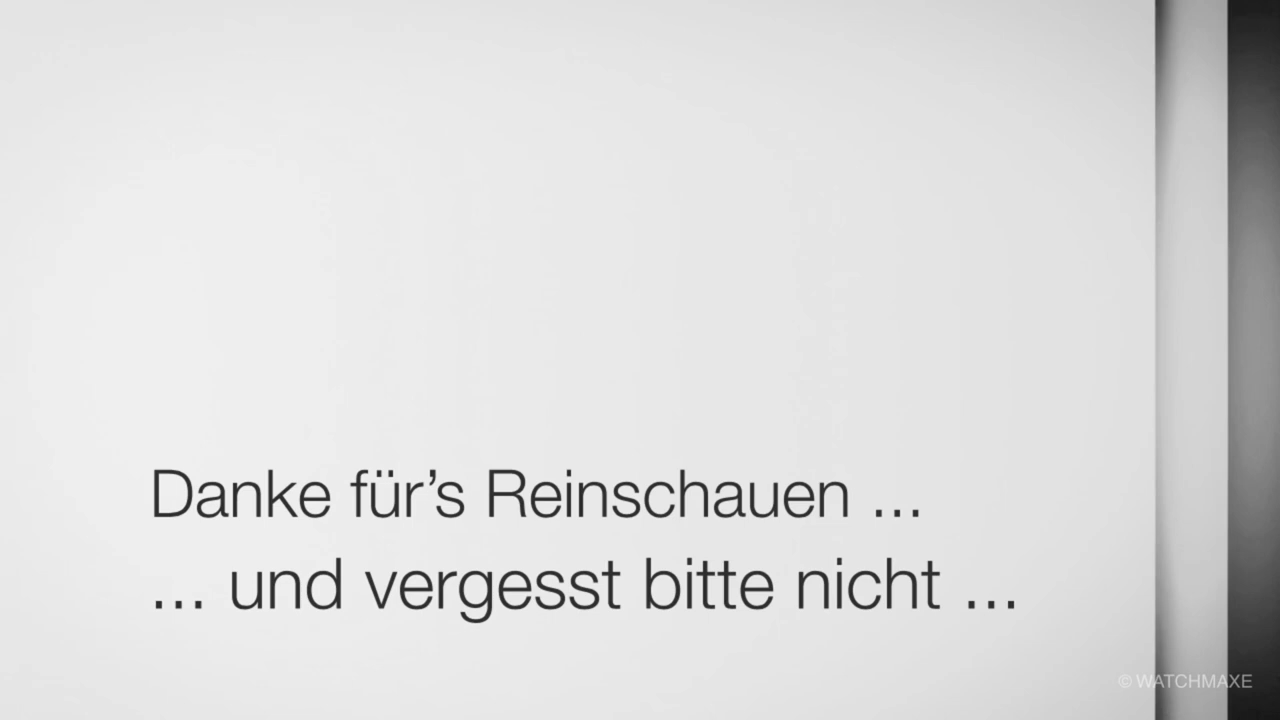 Danke für’s Reinschauen ...
... und vergesst bitte nicht ...
© WATCHMAXE